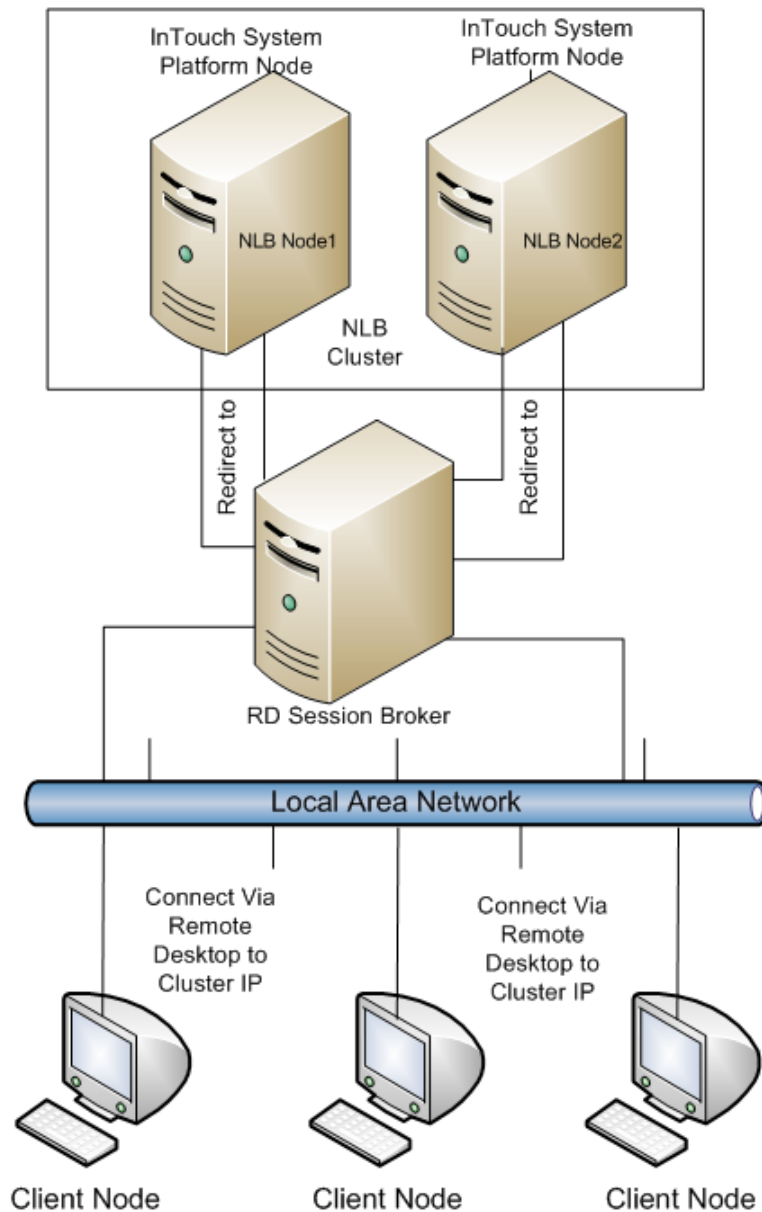 InTouch System
Platform Node
InTouch System
Platform Node
NLB Node1
NLB Node2
NLB
Cluster
Redirect to
Redirect to
RD Session Broker
Local Area Network
Connect Via
Remote
Desktop to
Cluster IP
Connect Via
Remote
Desktop to
Cluster IP
Client Node
Client Node
Client Node